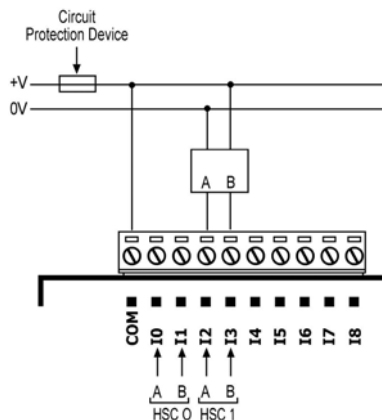 Circuit
Protection Device
+V
0V
A B
COM I0 I1 I2 I3 I4 I5 I6 I7 I8
A B A B
HSC 0 HSC 1